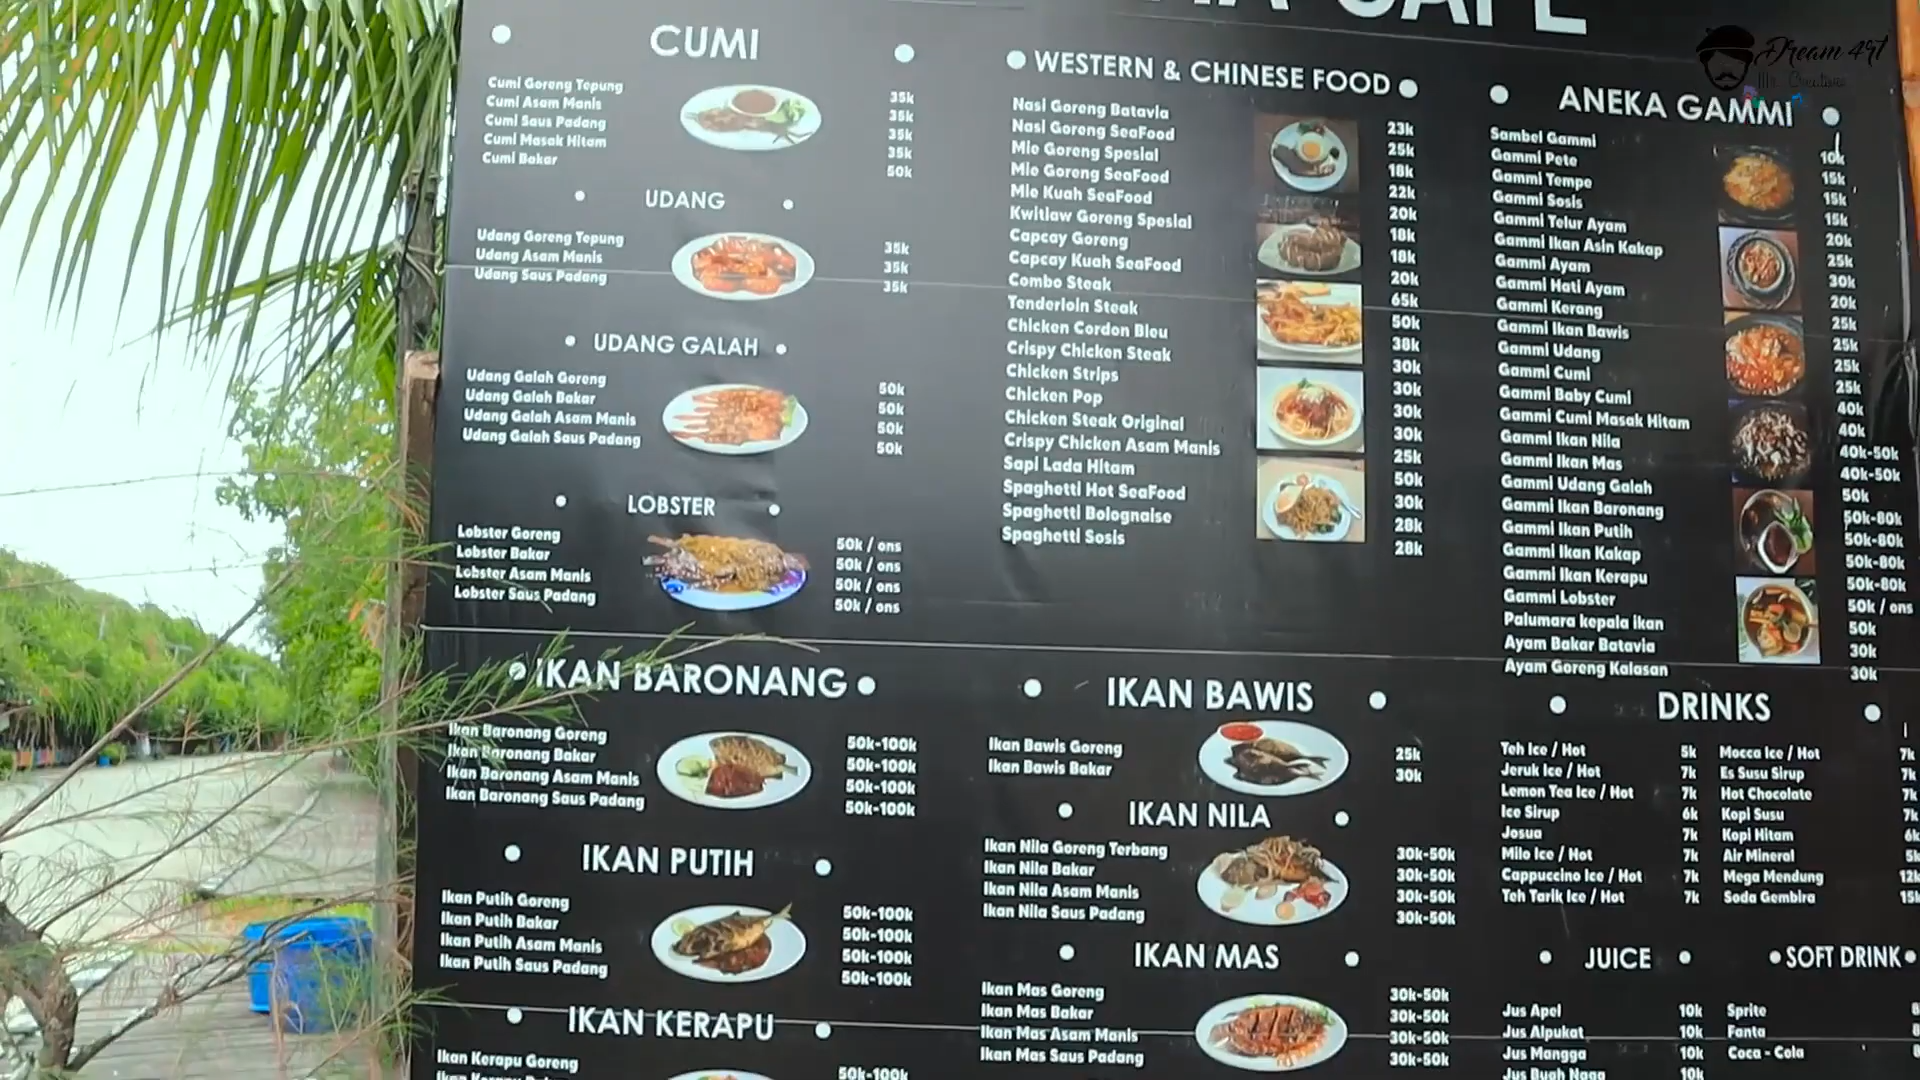 CAFE
Dream 4rt
Mr. Creative
CUMI
Cumi Goreng Tepung 35k
Cumi Asam Manis 35k
Cumi Saus Padang 35k
Cumi Masak Hitam 35k
Cumi Bakar 50k
UDANG
Udang Goreng Tepung 35k
Udang Asam Manis 35k
Udang Saus Padang 35k
UDANG GALAH
Udang Galah Goreng 50k
Udang Galah Bakar 50k
Udang Galah Asam Manis 50k
Udang Galah Saus Padang 50k
LOBSTER
Lobster Goreng 50k / ons
Lobster Bakar 50k / ons
Lobster Asam Manis 50k / ons
Lobster Saus Padang 50k / ons
WESTERN & CHINESE FOOD
Nasi Goreng Batavia 23k
Nasi Goreng SeaFood 25k
Mie Goreng Spesial 18k
Mie Goreng SeaFood 22k
Mie Kuah SeaFood 20k
Kwitiaw Goreng Spesial 18k
Capcay Goreng 18k
Capcay Kuah SeaFood 20k
Combo Steak 65k
Tenderloin Steak 50k
Chicken Cordon Bleu 38k
Crispy Chicken Steak 30k
Chicken Strips 30k
Chicken Pop 30k
Chicken Steak Original 30k
Crispy Chicken Asam Manis 25k
Sapi Lada Hitam 50k
Spaghetti Hot SeaFood 30k
Spaghetti Bolognaise 28k
Spaghetti Sosis 28k
ANEKA GAMMI
Sambel Gammi 10k
Gammi Pete 15k
Gammi Tempe 15k
Gammi Sosis 15k
Gammi Telur Ayam 20k
Gammi Ikan Asin Kakap 25k
Gammi Ayam 30k
Gammi Hati Ayam 20k
Gammi Kerang 25k
Gammi Ikan Bawis 25k
Gammi Udang 25k
Gammi Cumi 25k
Gammi Baby Cumi 40k
Gammi Cumi Masak Hitam 40k
Gammi Ikan Nila 40k-50k
Gammi Ikan Mas 40k-50k
Gammi Udang Galah 50k
Gammi Ikan Baronang 50k-80k
Gammi Ikan Putih 50k-80k
Gammi Ikan Kakap 50k-80k
Gammi Ikan Kerapu 50k-80k
Gammi Lobster 50k / ons
Palumara kepala ikan 50k
Ayam Bakar Batavia 30k
Ayam Goreng Kalasan 30k
IKAN BARONANG
Ikan Baronang Goreng 50k-100k
Ikan Baronang Bakar 50k-100k
Ikan Baronang Asam Manis 50k-100k
Ikan Baronang Saus Padang 50k-100k
IKAN PUTIH
Ikan Putih Goreng 50k-100k
Ikan Putih Bakar 50k-100k
Ikan Putih Asam Manis 50k-100k
Ikan Putih Saus Padang 50k-100k
IKAN KERAPU
Ikan Kerapu Goreng 50k-100k
IKAN BAWIS
Ikan Bawis Goreng 25k
Ikan Bawis Bakar 30k
IKAN NILA
Ikan Nila Goreng Terbang 30k-50k
Ikan Nila Bakar 30k-50k
Ikan Nila Asam Manis 30k-50k
Ikan Nila Saus Padang 30k-50k
IKAN MAS
Ikan Mas Goreng 30k-50k
Ikan Mas Bakar 30k-50k
Ikan Mas Asam Manis 30k-50k
Ikan Mas Saus Padang 30k-50k
DRINKS
Teh Ice / Hot 5k
Jeruk Ice / Hot 7k
Lemon Tea Ice / Hot 7k
Ice Sirup 6k
Josua 7k
Milo Ice / Hot 7k
Cappuccino Ice / Hot 7k
Teh Tarik Ice / Hot 7k
Mocca Ice / Hot 7k
Es Susu Sirup 7k
Hot Chocolate 7k
Kopi Susu 7k
Kopi Hitam 6k
Air Mineral 5k
Mega Mendung 12k
Soda Gembira 15k
JUICE
Jus Apel 10k
Jus Alpukat 10k
Jus Mangga 10k
Jus Buah Naga 10k
SOFT DRINK
Sprite 8
Fanta 8
Coca - Cola 8